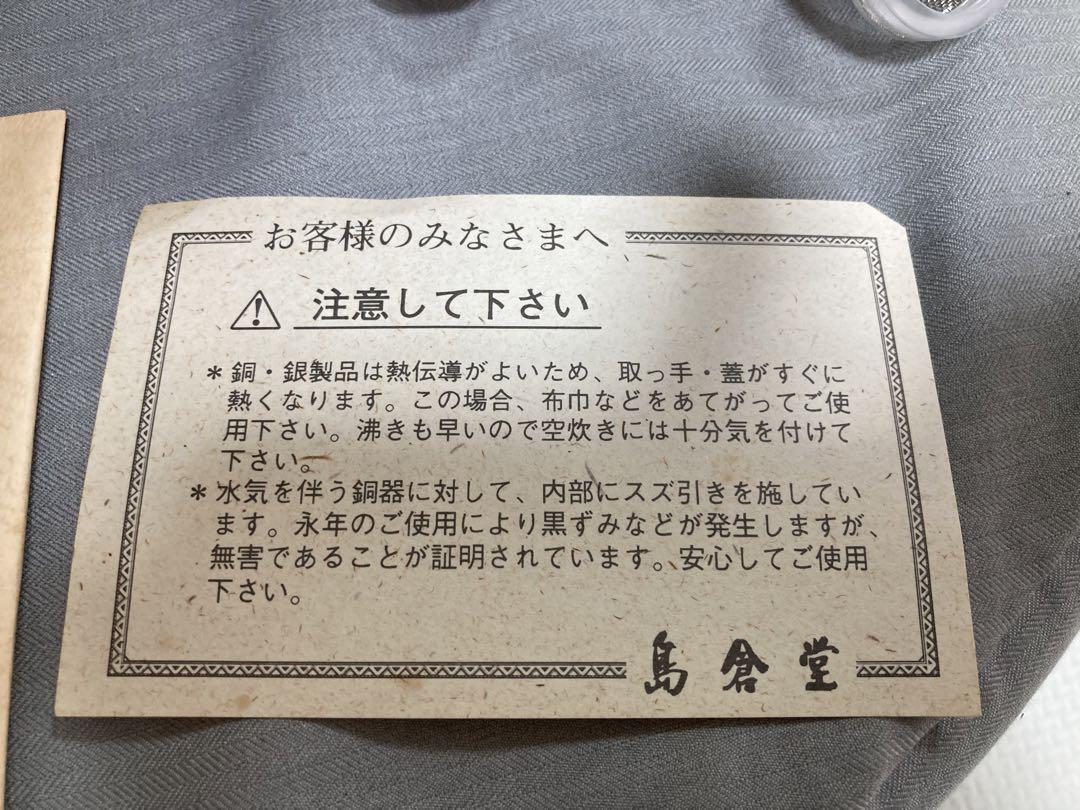 お客様のみなさまへ
注意して下さい
＊銅・銀製品は熱伝導がよいため、取っ手・蓋がすぐに
熱くなります。この場合、布巾などをあてがってご使
用下さい。沸きも早いので空炊きには十分気を付けて
下さい。
＊水気を伴う銅器に対して、内部にスズ引きを施してい
ます。永年のご使用により黒ずみなどが発生しますが、
無害であることが証明されています。安心してご使用
下さい。
島倉堂